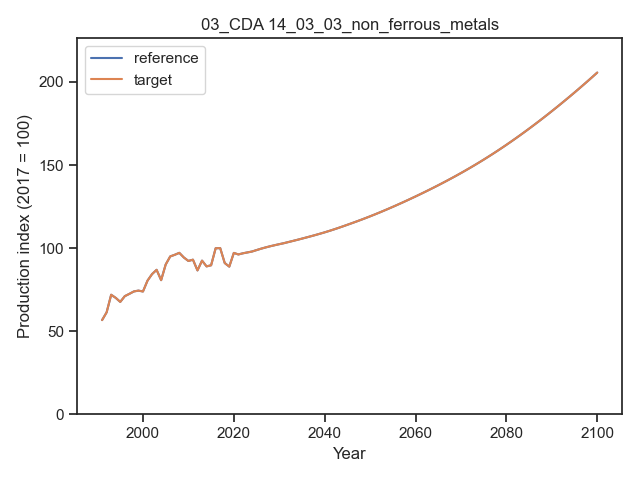 03_CDA 14_03_03_non_ferrous_metals
reference
target
Production index (2017 = 100)
200
150
100
50
0
2000 2020 2040 2060 2080 2100
Year